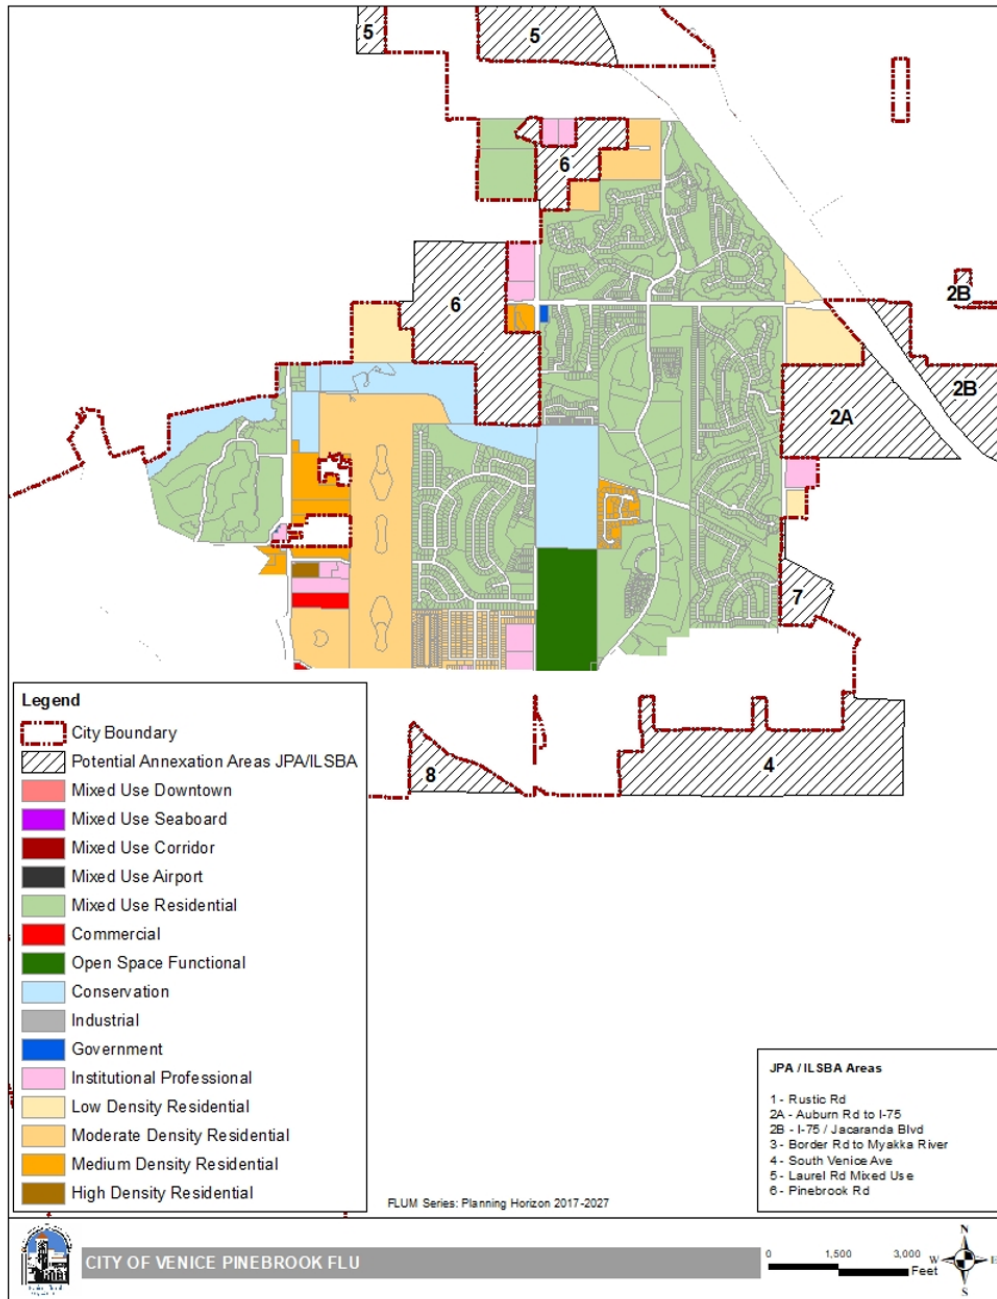 5
5
6
2B
6
2B
2A
7
4
8
Legend
City Boundary
Potential Annexation Areas JPA/ILSBA
Mixed Use Downtown
Mixed Use Seaboard
Mixed Use Corridor
Mixed Use Airport
Mixed Use Residential
Commercial
Open Space Functional
Conservation
Industrial
Government
Institutional Professional
Low Density Residential
Moderate Density Residential
Medium Density Residential
High Density Residential
JPA / ILSBA Areas
1 - Rustic Rd
2A - Auburn Rd to I-75
2B - I-75 / Jacaranda Blvd
3 - Border Rd to Myakka River
4 - South Venice Ave
5 - Laurel Rd Mixed Use
6 - Pinebrook Rd
FLUM Series: Planning Horizon 2017-2027
CITY OF VENICE PINEBROOK FLU
0 1,500 3,000
Feet
N
W E
S